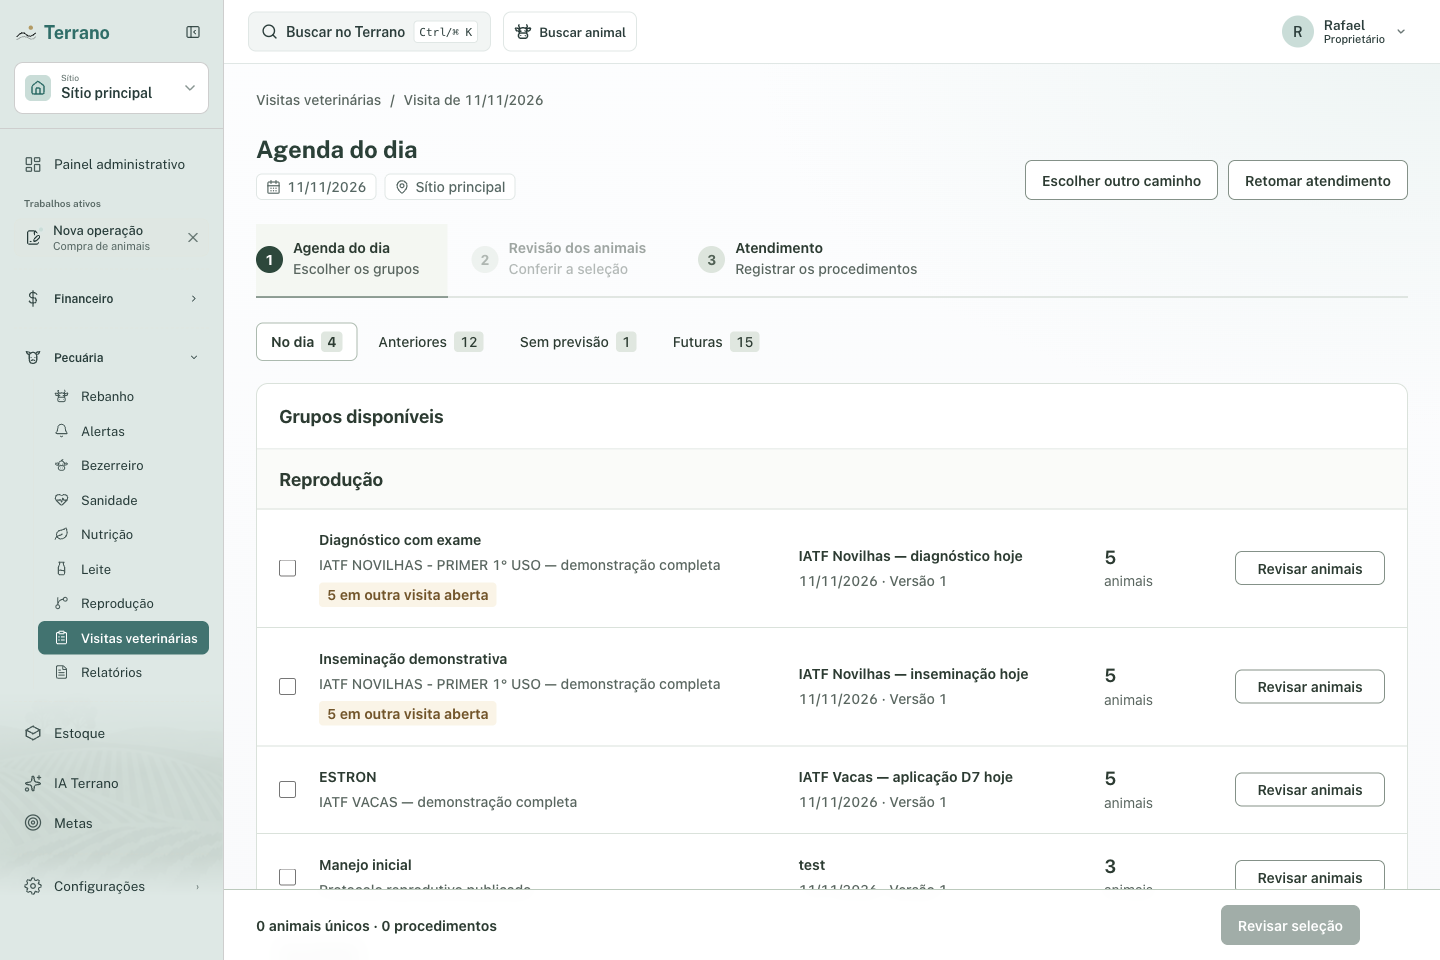 Terrano
Buscar no Terrano Ctrl/⌘ K
Buscar animal
R
Rafael
Proprietário
Sítio
Sítio principal
Painel administrativo
Trabalhos ativos
Nova operação
Compra de animais
Financeiro
Pecuária
Rebanho
Alertas
Bezerreiro
Sanidade
Nutrição
Leite
Reprodução
Visitas veterinárias
Relatórios
Estoque
IA Terrano
Metas
Configurações
Visitas veterinárias / Visita de 11/11/2026
Agenda do dia
11/11/2026
Sítio principal
Escolher outro caminho
Retomar atendimento
1
Agenda do dia
Escolher os grupos
2
Revisão dos animais
Conferir a seleção
3
Atendimento
Registrar os procedimentos
No dia 4
Anteriores 12
Sem previsão 1
Futuras 15
Grupos disponíveis
Reprodução
Diagnóstico com exame
IATF NOVILHAS - PRIMER 1º USO — demonstração completa
5 em outra visita aberta
IATF Novilhas — diagnóstico hoje
11/11/2026 · Versão 1
5
animais
Revisar animais
Inseminação demonstrativa
IATF NOVILHAS - PRIMER 1º USO — demonstração completa
5 em outra visita aberta
IATF Novilhas — inseminação hoje
11/11/2026 · Versão 1
5
animais
Revisar animais
ESTRON
IATF VACAS — demonstração completa
IATF Vacas — aplicação D7 hoje
11/11/2026 · Versão 1
5
animais
Revisar animais
Manejo inicial
Protocolo reprodutivo publicado
test
11/11/2026 · Versão 1
3
animais
Revisar animais
0 animais únicos · 0 procedimentos
Revisar seleção